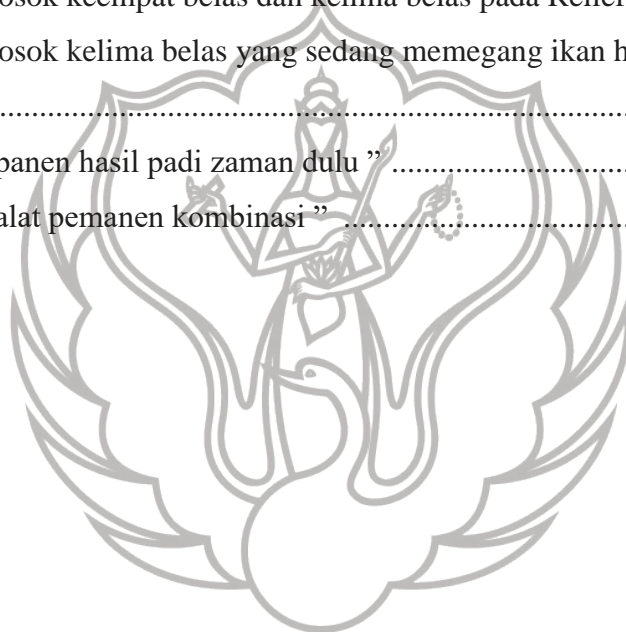 osok keempat belas dan kelima belas pada
osok kelima belas yang sedang memegang ikan
....................................................................................
panen hasil padi zaman dulu ” ..............................
alat pemanen kombinasi ” ...................................